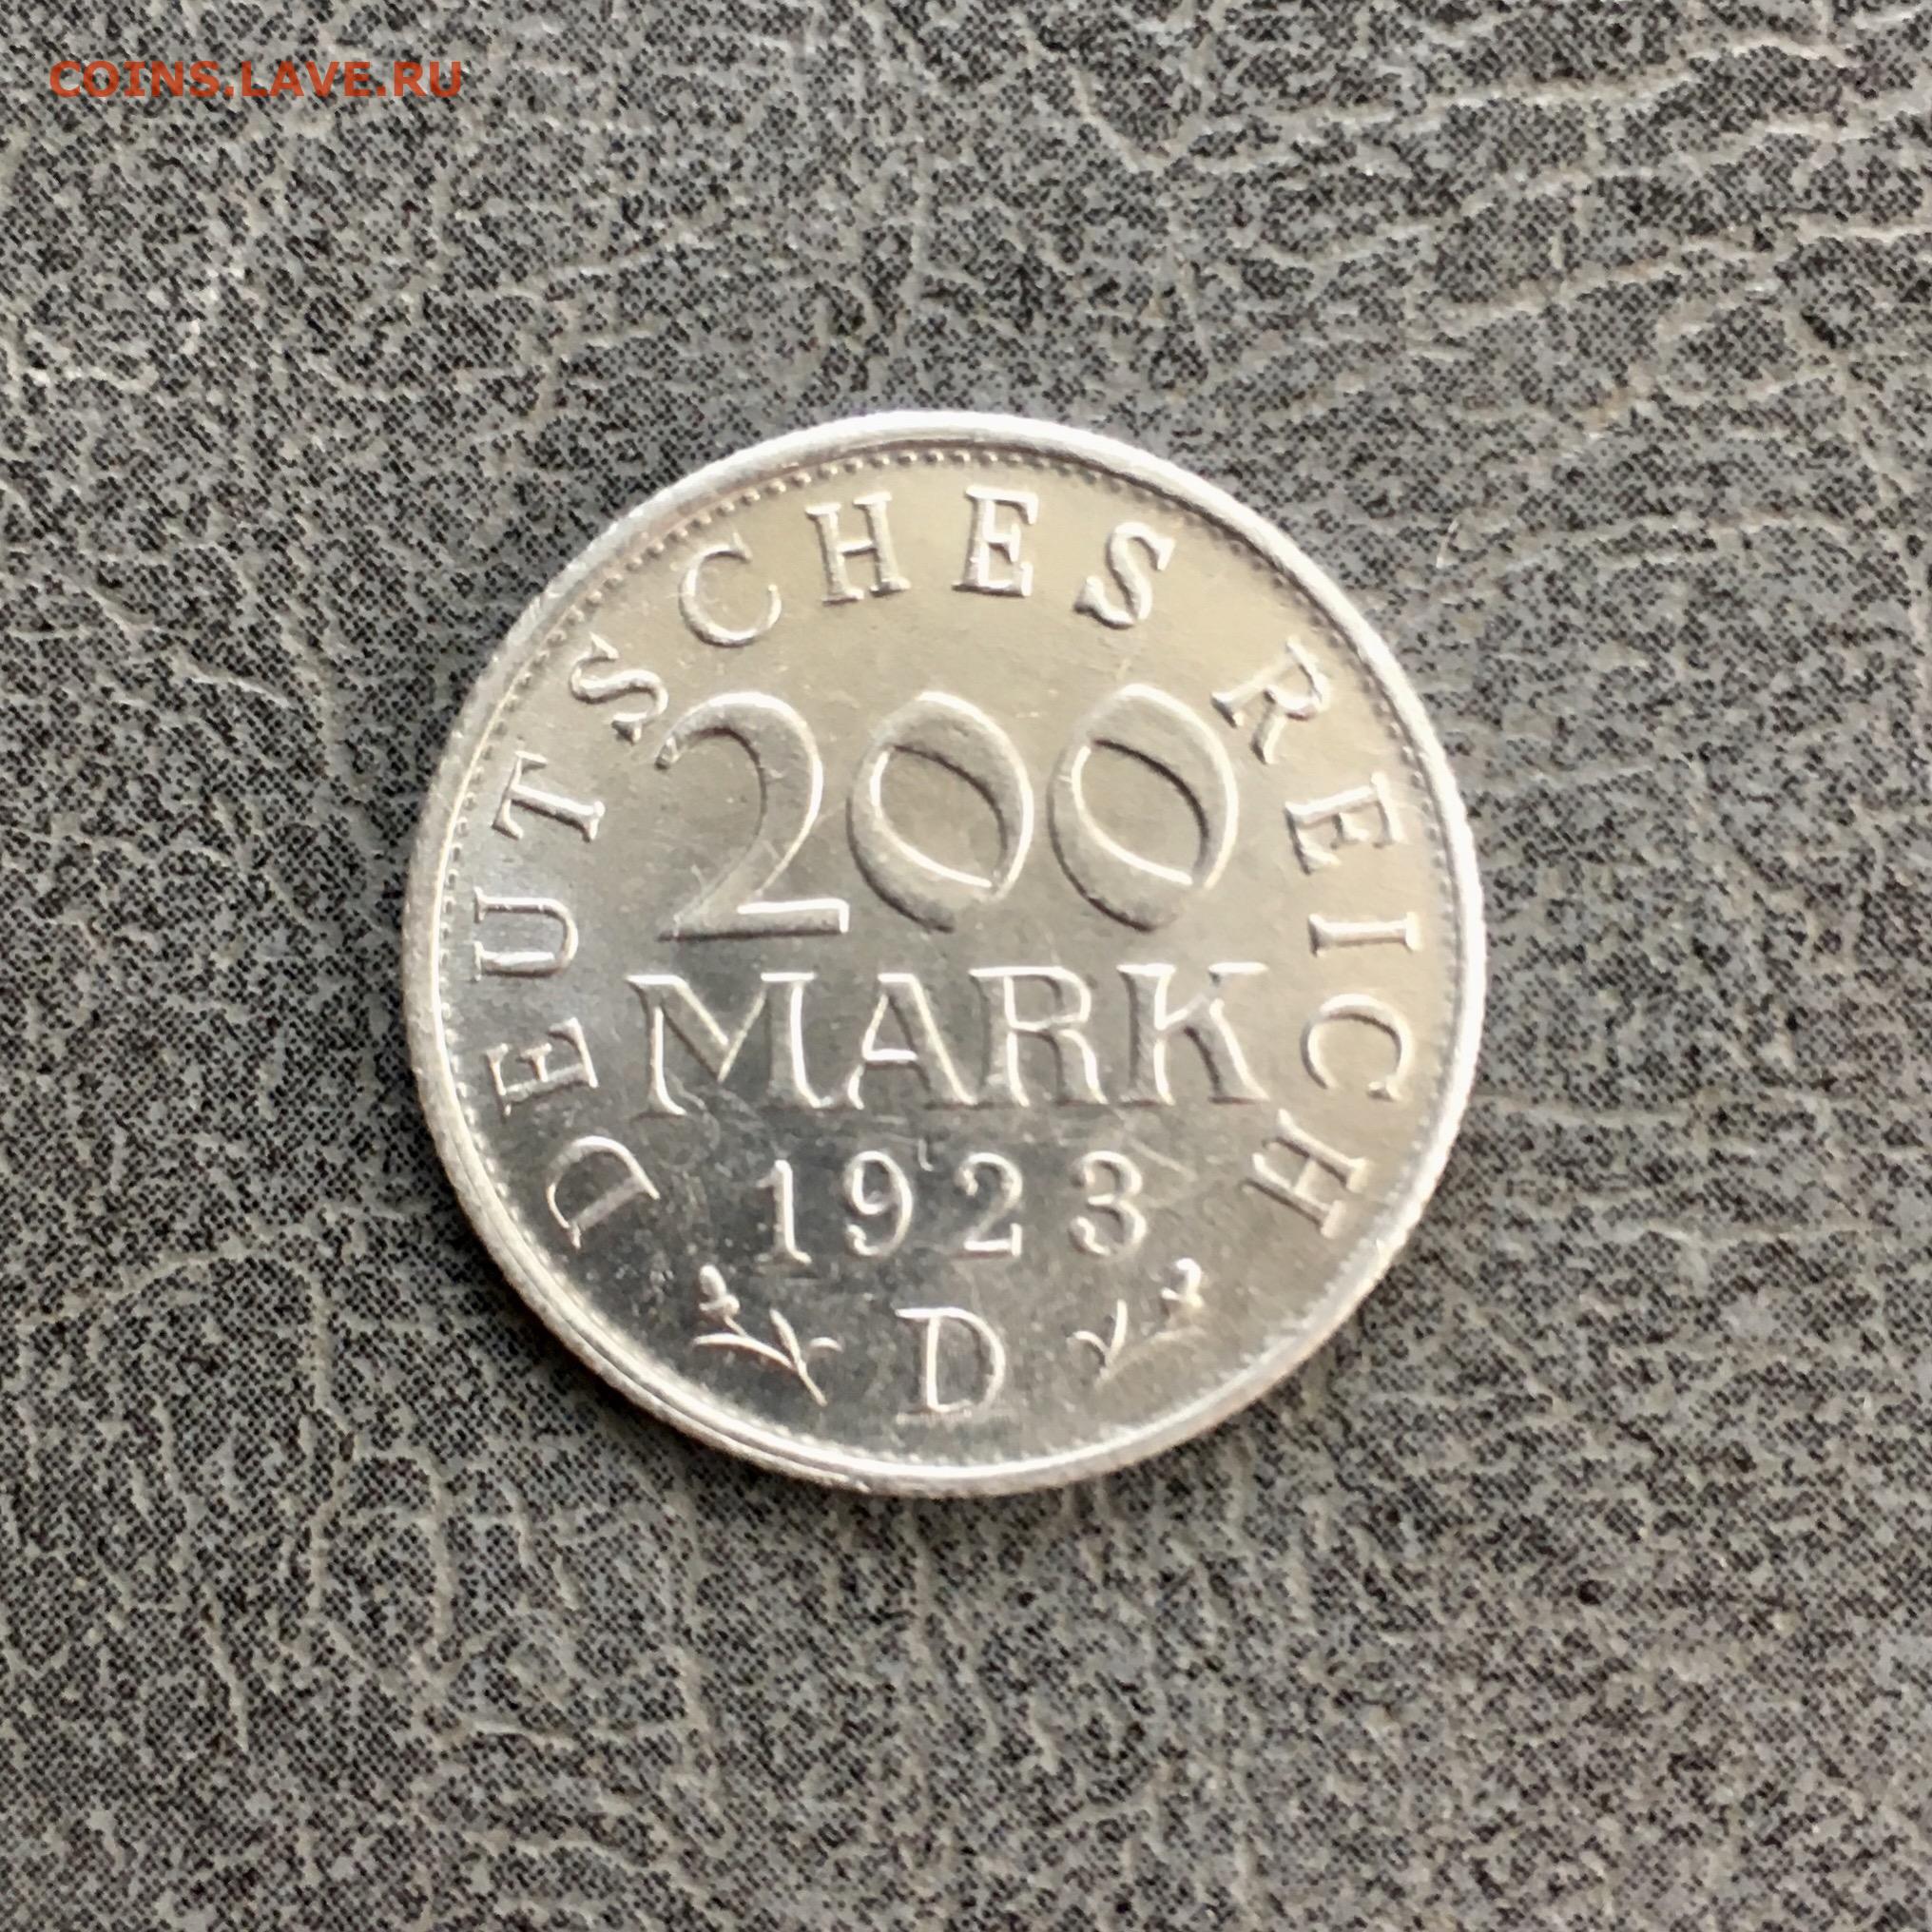 COINS.LAVE.RU
DEUTSCHES REICH
200
MARK
1923
D